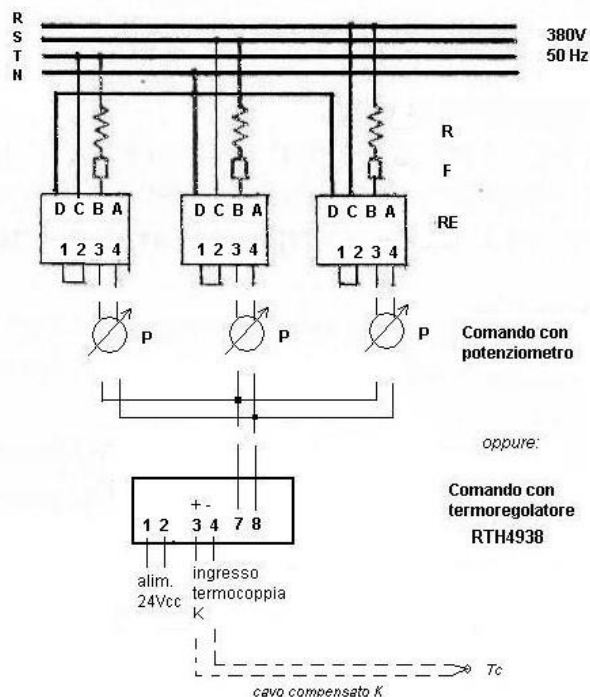 R
S
T
N
380V
50 Hz
R
F
RE
D C B A
1 2 3 4
D C B A
1 2 3 4
D C B A
1 2 3 4
P
P
P
Comando con
potenziometro
oppure:
Comando con
termoregolatore
RTH4938
+ -
1 2 3 4 7 8
alim.
24Vcc
ingresso
termocoppia
K
Tc
cavo compensato K